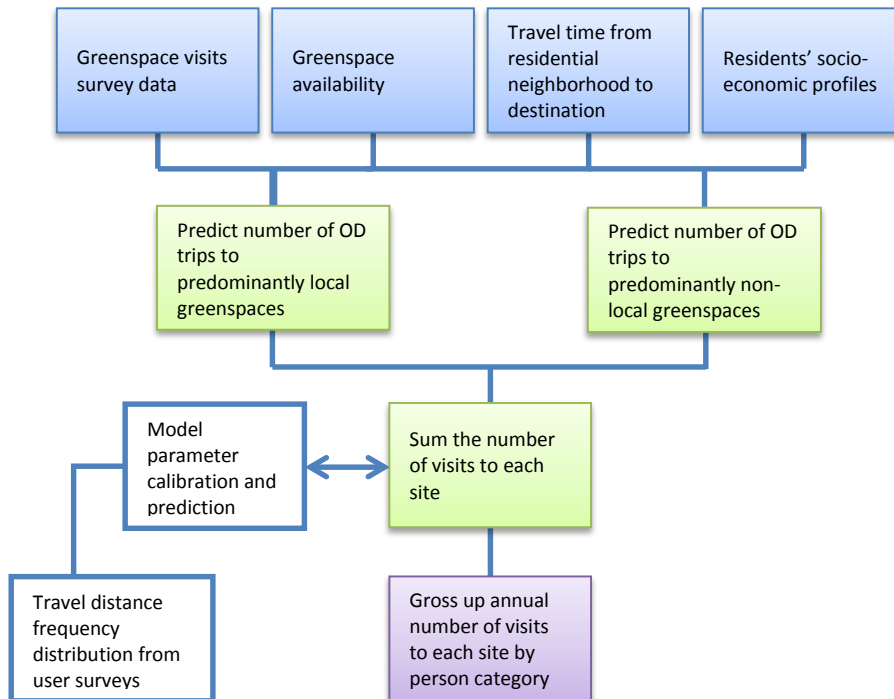 Greenspace visits
survey data
Greenspace
availability
Travel time from
residential
neighborhood to
destination
Residents’ socio-
economic profiles
Predict number of OD
trips to
predominantly local
greenspaces
Predict number of OD
trips to
predominantly non-
local greenspaces
Model
parameter
calibration and
prediction
Sum the number
of visits to each
site
Travel distance
frequency
distribution from
user surveys
Gross up annual
number of visits
to each site by
person category